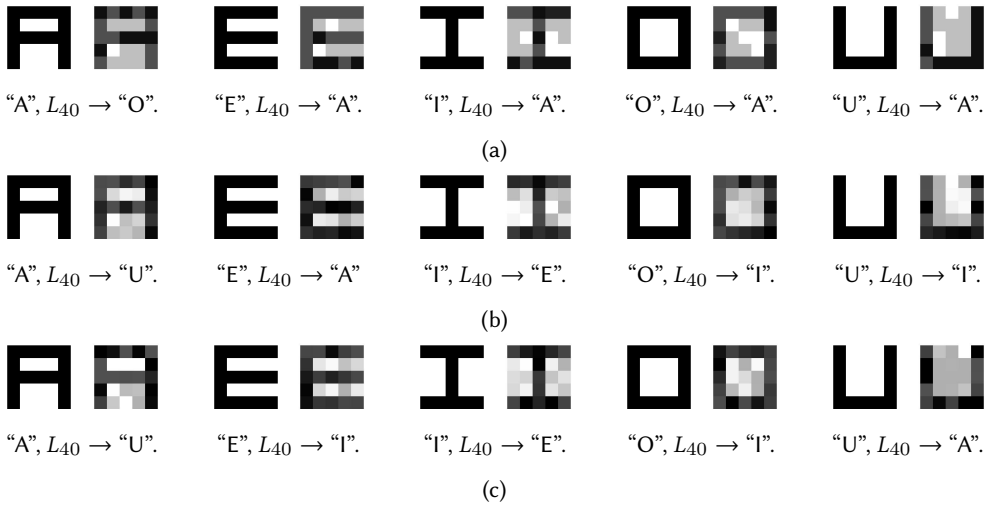 “A”, L40 → “O”. “E”, L40 → “A”. “I”, L40 → “A”. “O”, L40 → “A”. “U”, L40 → “A”.
(a)
“A”, L40 → “U”. “E”, L40 → “A” “I”, L40 → “E”. “O”, L40 → “I”. “U”, L40 → “I”.
(b)
“A”, L40 → “U”. “E”, L40 → “I”. “I”, L40 → “E”. “O”, L40 → “I”. “U”, L40 → “A”.
(c)